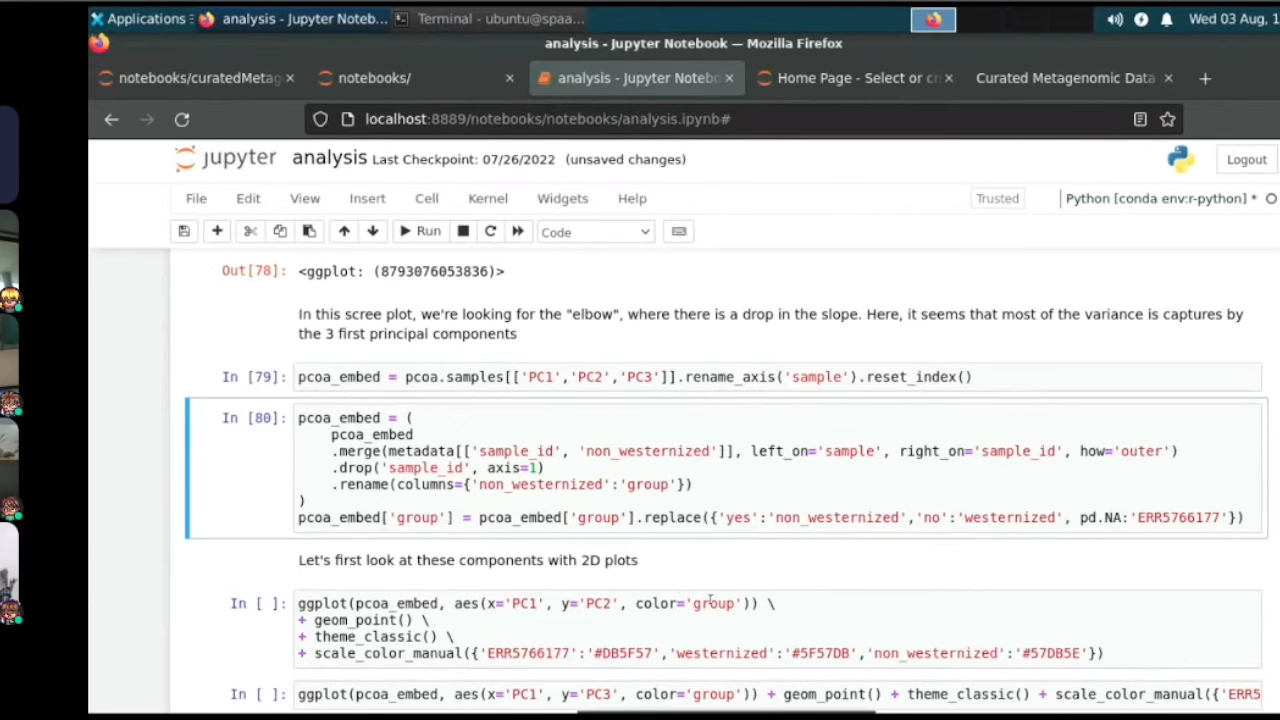 Applications
analysis - Jupyter Noteb...
Terminal - ubuntu@spaa...
Wed 03 Aug, 1
analysis - Jupyter Notebook — Mozilla Firefox
notebooks/curatedMetag
notebooks/
analysis - Jupyter Notebo
Home Page - Select or cr
Curated Metagenomic Data
localhost:8889/notebooks/notebooks/analysis.ipynb#
jupyter analysis Last Checkpoint: 07/26/2022 (unsaved changes)
Logout
File Edit View Insert Cell Kernel Widgets Help
Trusted
Python [conda env:r-python] *
Run
Code
Out[78]: <ggplot: (8793076053836)>
In this scree plot, we're looking for the "elbow", where there is a drop in the slope. Here, it seems that most of the variance is captures by
the 3 first principal components
In [79]: pcoa_embed = pcoa.samples[['PC1','PC2','PC3']].rename_axis('sample').reset_index()
In [80]: pcoa_embed = (
pcoa_embed
.merge(metadata[['sample_id', 'non_westernized']], left_on='sample', right_on='sample_id', how='outer')
.drop('sample_id', axis=1)
.rename(columns={'non_westernized':'group'})
)
pcoa_embed['group'] = pcoa_embed['group'].replace({'yes':'non_westernized','no':'westernized', pd.NA:'ERR5766177'})
Let's first look at these components with 2D plots
In [ ]: ggplot(pcoa_embed, aes(x='PC1', y='PC2', color='group')) \
+ geom_point() \
+ theme_classic() \
+ scale_color_manual({'ERR5766177':'#DB5F57','westernized':'#5F57DB','non_westernized':'#57DB5E'})
In [ ]: ggplot(pcoa_embed, aes(x='PC1', y='PC3', color='group')) + geom_point() + theme_classic() + scale_color_manual({'ERR5